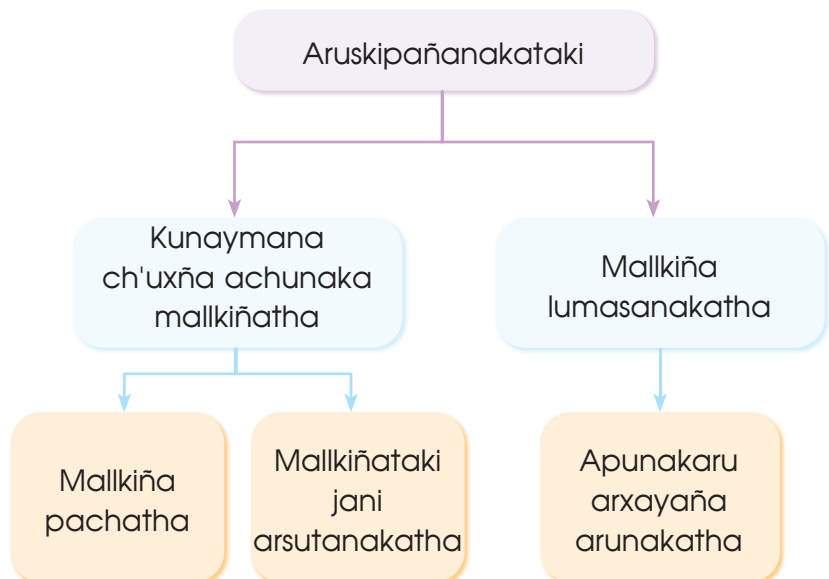 Aruskipañanakataki
Kunaymana
ch'uxña achunaka
mallkiñatha
Mallkiña
lumasanakatha
Mallkiña
pachatha
Mallkiñataki
jani
arsutanakatha
Apunakaru
arxayaña
arunakatha